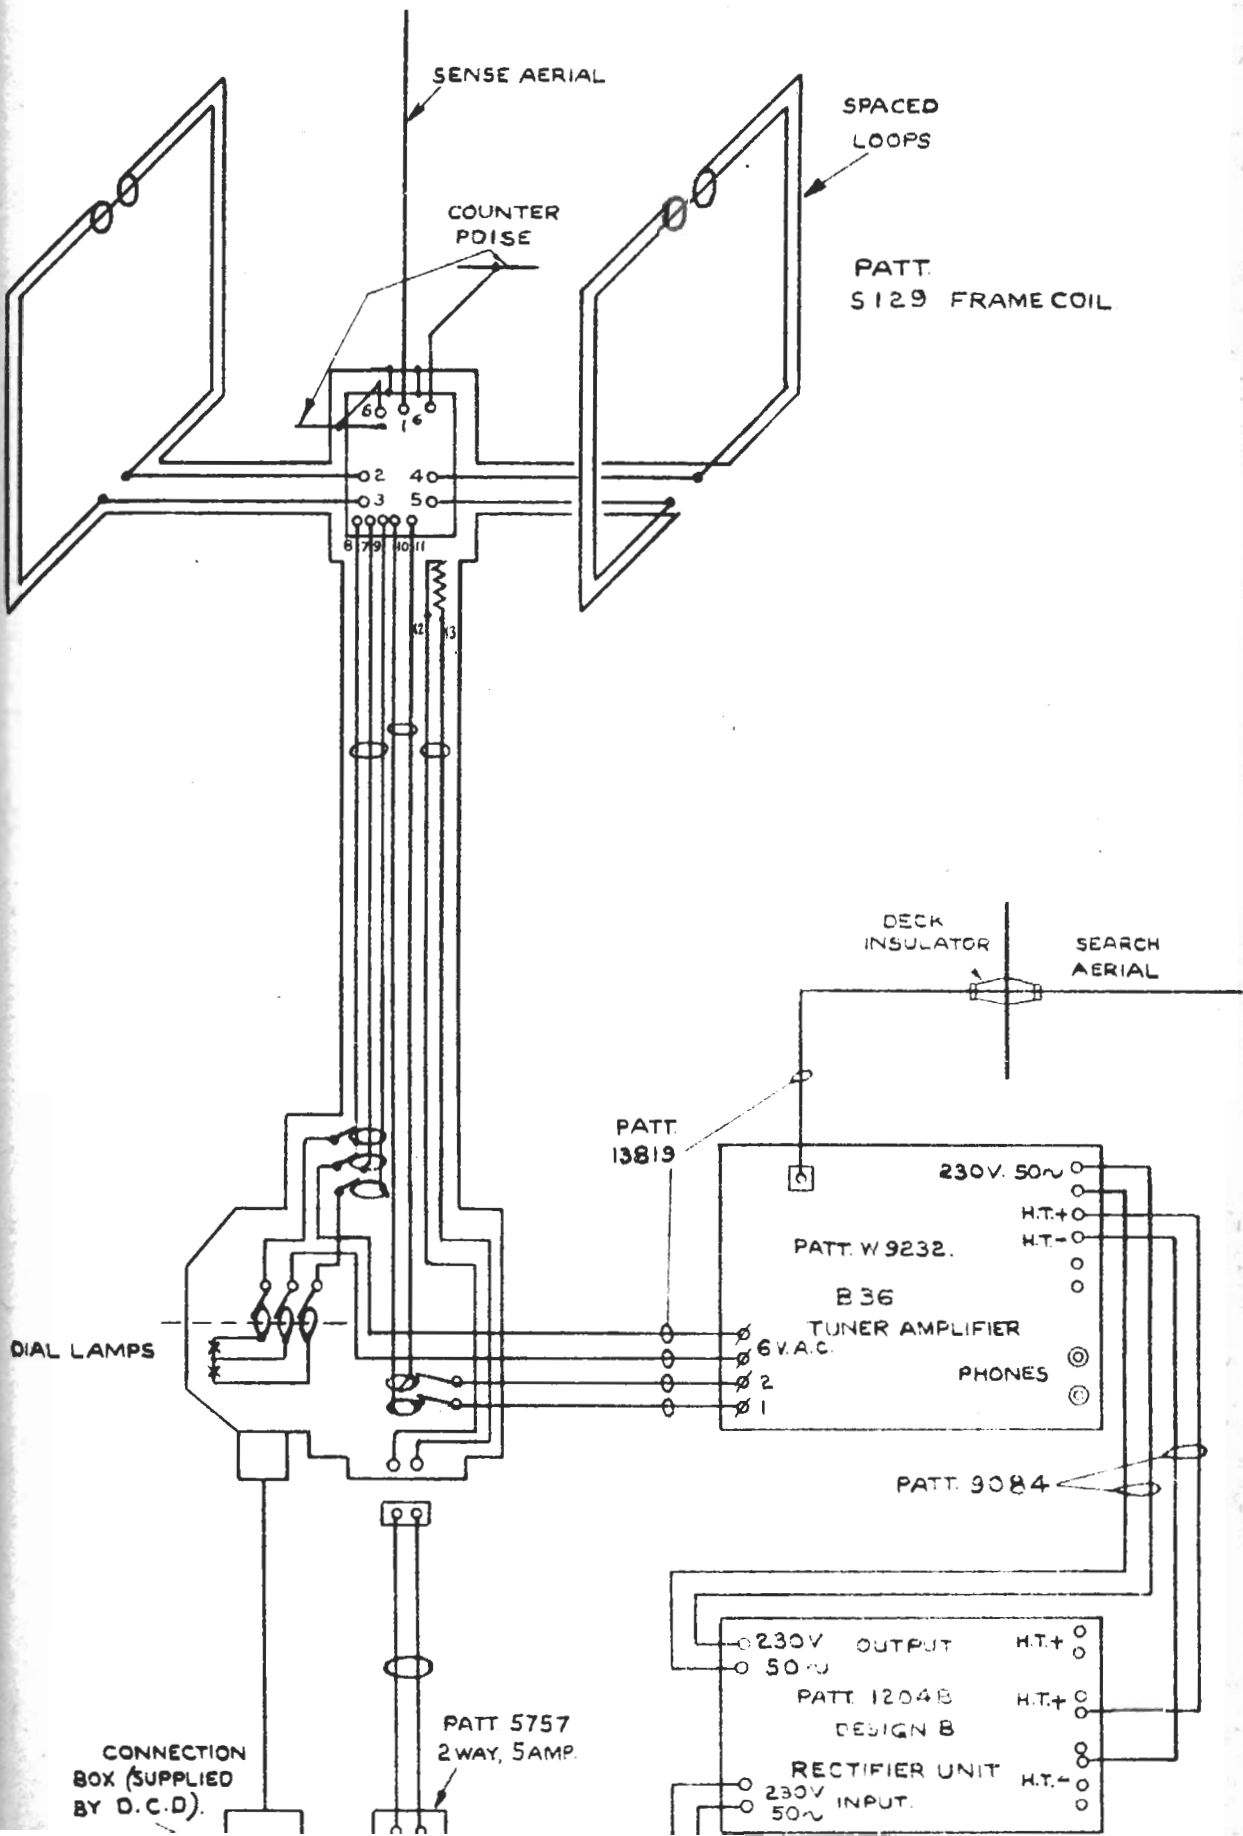 SENSE AERIAL
SPACED
LOOPS
COUNTER
POISE
PATT.
S129 FRAME COIL
6 1 6
2 4
3 5
8 7 9 10 11
12 13
DECK
INSULATOR
SEARCH
AERIAL
PATT.
13819
230V. 50~
H.T.+
H.T.-
PATT. W9232.
B36
TUNER AMPLIFIER
6 V.A.C.
PHONES
2
1
DIAL LAMPS
PATT. 9084
230V OUTPUT
50~
H.T.+
PATT. 1204B
H.T.+
DESIGN B
RECTIFIER UNIT
H.T.-
230V INPUT.
50~
PATT 5757
2 WAY, 5 AMP.
CONNECTION
BOX (SUPPLIED
BY D.C.D).